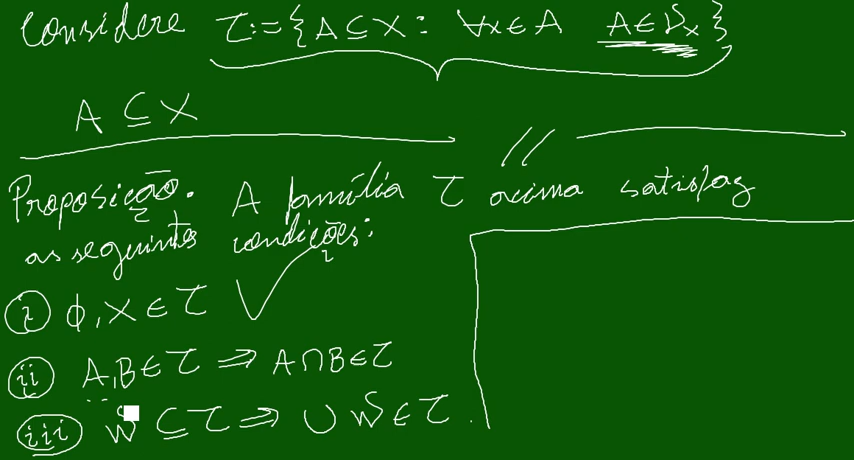 Considere τ := {A ⊆ X : ∀x ∈ A A ∈ 𝒱ₓ}
A ⊆ X
//
Proposição. A família τ acima satisfaz
as seguintes condições:
(i) ϕ, X ∈ τ
(ii) A, B ∈ τ ⇒ A ∩ B ∈ τ
(iii) W ⊆ τ ⇒ ∪ W ∈ τ.